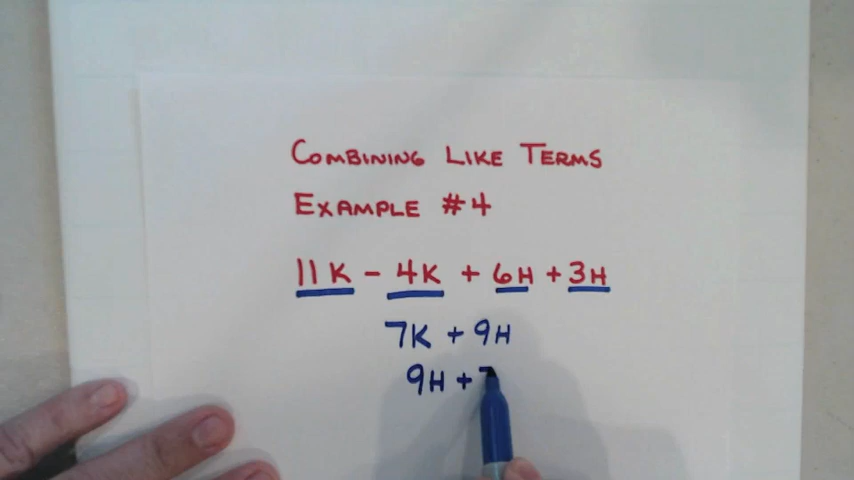 COMBINING LIKE TERMS
EXAMPLE #4
11K - 4K + 6H + 3H
7K + 9H
9H +